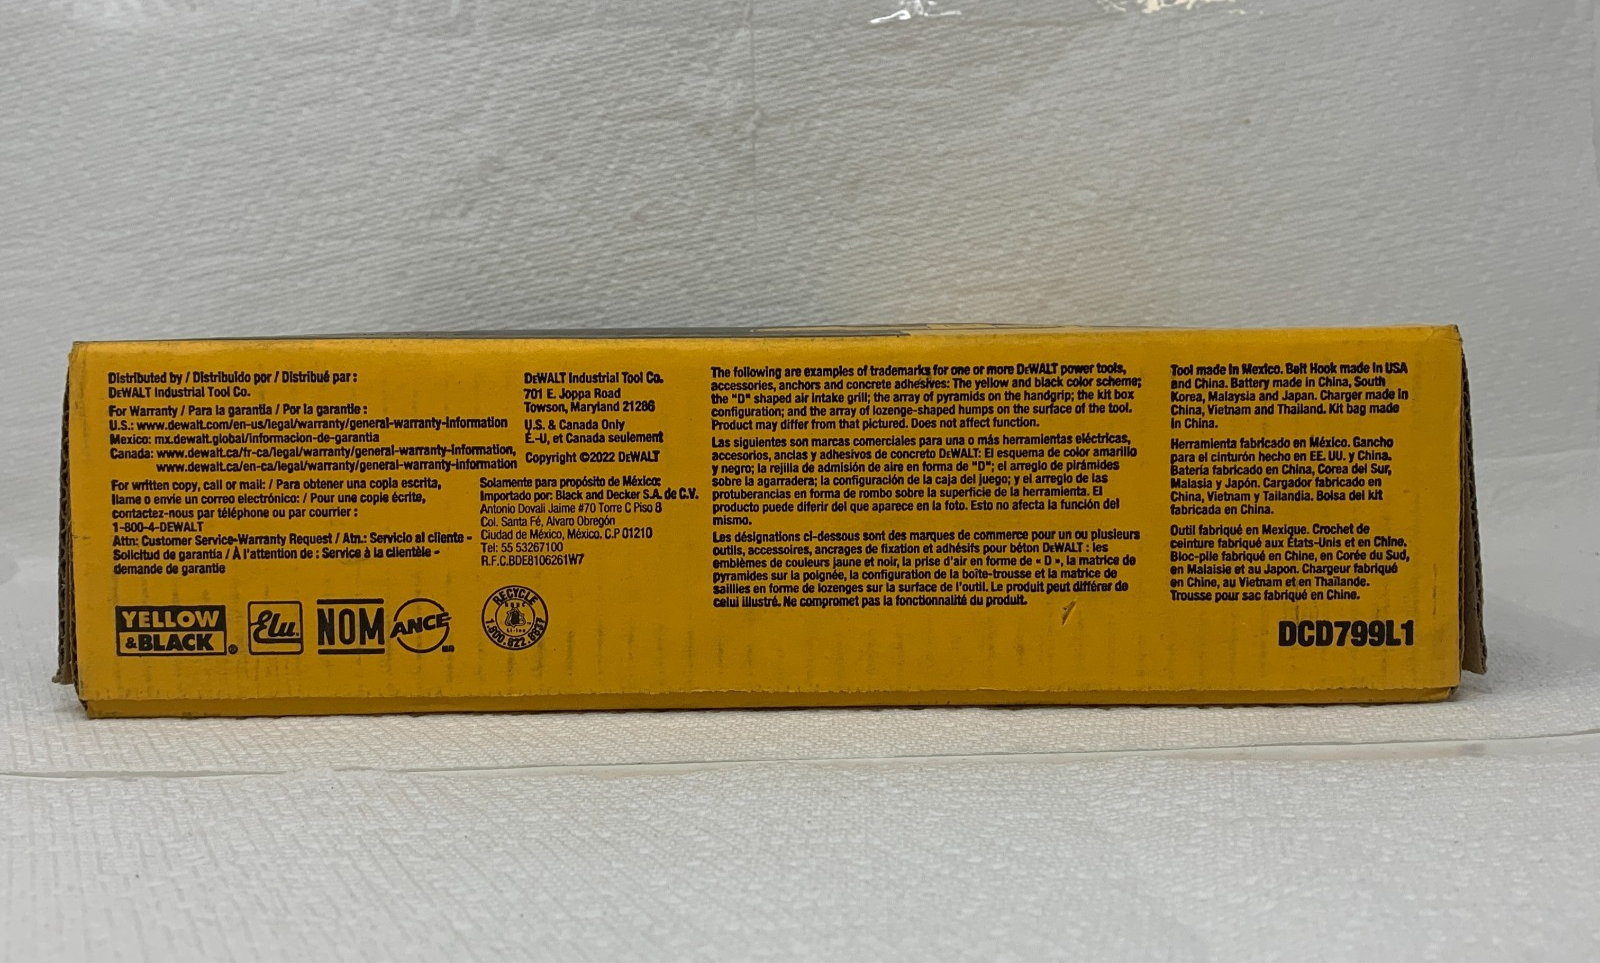 Distributed by / Distribuido por / Distribué par :
DEWALT Industrial Tool Co.
For Warranty / Para la garantía / Por la garantie :
U.S.: www.dewalt.com/en-us/legal/warranty/general-warranty-information
Mexico: mx.dewalt.global/informacion-de-garantia
Canada: www.dewalt.ca/fr-ca/legal/warranty/general-warranty-information,
www.dewalt.ca/en-ca/legal/warranty/general-warranty-information
For written copy, call or mail: / Para obtener una copia escrita,
llame o envíe un correo electrónico: / Pour une copie écrite,
contactez-nous par téléphone ou par courrier :
1-800-4-DEWALT
Attn: Customer Service-Warranty Request / Atn.: Servicio al cliente -
Solicitud de garantía / À l'attention de : Service à la clientèle -
demande de garantie
YELLOW
&BLACK
Elu
NOM
ANCE
DEWALT Industrial Tool Co.
701 E. Joppa Road
Towson, Maryland 21286
U.S. & Canada Only
É.-U, et Canada seulement
Copyright ©2022 DEWALT
Solamente para propósito de México:
Importado por: Black and Decker S.A. de C.V.
Antonio Dovali Jaime #70 Torre C Piso 8
Col. Santa Fé, Alvaro Obregón
Ciudad de México, México. C.P 01210
Tel: 55 53267100
R.F.C.BDE8106261W7
RECYCLE
Li-Ion
1.800.822.8837
The following are examples of trademarks for one or more DEWALT power tools,
accessories, anchors and concrete adhesives: The yellow and black color scheme;
the "D" shaped air intake grill; the array of pyramids on the handgrip; the kit box
configuration; and the array of lozenge-shaped humps on the surface of the tool.
Product may differ from that pictured. Does not affect function.
Las siguientes son marcas comerciales para una o más herramientas eléctricas,
accesorios, anclas y adhesivos de concreto DEWALT: El esquema de color amarillo
y negro; la rejilla de admisión de aire en forma de "D"; el arreglo de pirámides
sobre la agarradera; la configuración de la caja del juego; y el arreglo de las
protuberancias en forma de rombo sobre la superficie de la herramienta. El
producto puede diferir del que aparece en la foto. Esto no afecta la función del
mismo.
Les désignations ci-dessous sont des marques de commerce pour un ou plusieurs
outils, accessoires, ancrages de fixation et adhésifs pour béton DEWALT : les
emblèmes de couleurs jaune et noir, la prise d'air en forme de « D », la matrice de
pyramides sur la poignée, la configuration de la boîte-trousse et la matrice de
saillies en forme de lozenges sur la surface de l'outil. Le produit peut différer de
celui illustré. Ne compromet pas la fonctionnalité du produit.
Tool made in Mexico. Belt Hook made in USA
and China. Battery made in China, South
Korea, Malaysia and Japan. Charger made in
China, Vietnam and Thailand. Kit bag made
in China.
Herramienta fabricado en México. Gancho
para el cinturón hecho en EE. UU. y China.
Batería fabricado en China, Corea del Sur,
Malasia y Japón. Cargador fabricado en
China, Vietnam y Tailandia. Bolsa del kit
fabricada en China.
Outil fabriqué en Mexique. Crochet de
ceinture fabriqué aux États-Unis et en Chine.
Bloc-pile fabriqué en Chine, en Corée du Sud,
en Malaisie et au Japon. Chargeur fabriqué
en Chine, au Vietnam et en Thaïlande.
Trousse pour sac fabriqué en Chine.
DCD799L1